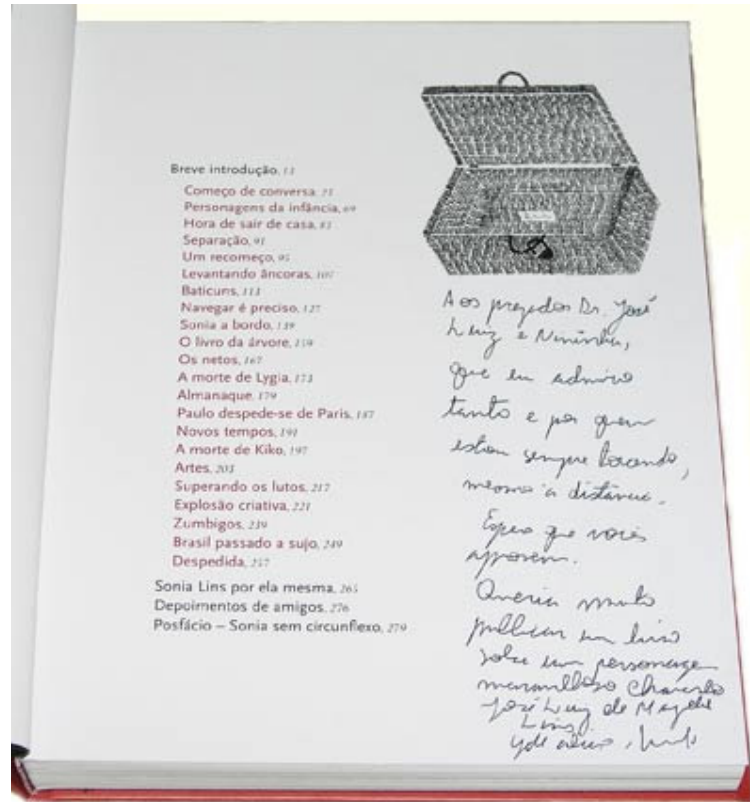 Breve introdução, 13
Começo de conversa, 25
Personagens da infância, 69
Hora de sair de casa, 83
Separação, 91
Um recomeço, 95
Levantando âncoras, 107
Baticuns, 113
Navegar é preciso, 127
Sonia a bordo, 139
O livro da árvore, 159
Os netos, 167
A morte de Lygia, 173
Almanaque, 179
Paulo despede-se de Paris, 187
Novos tempos, 191
A morte de Kiko, 197
Artes, 203
Superando os lutos, 217
Explosão criativa, 221
Zumbigos, 239
Brasil passado a sujo, 249
Despedida, 257
Sonia Lins por ela mesma, 265
Depoimentos de amigos, 276
Posfácio – Sonia sem circunflexo, 279
Aos prezados Dr. José
Luiz e Nininha,
que eu admiro
tanto e por quem
estou sempre torcendo,
mesmo à distância.
Espero que vocês
apreciem.
Queria muito
publicar um livro
sobre um personagem
maravilhoso chamado
José Luiz de Magalhães
Lins